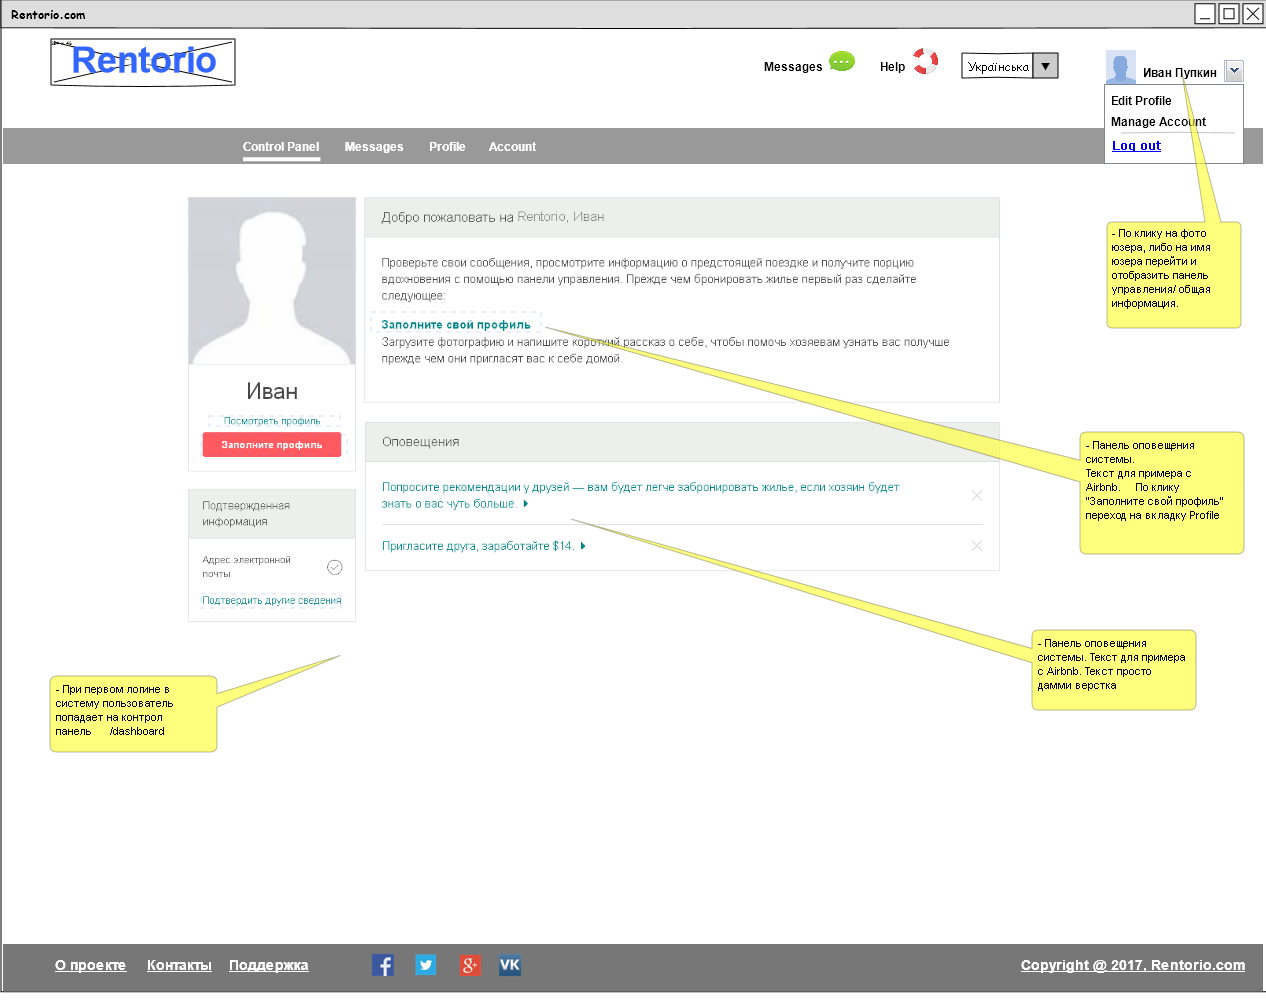 Rentorio.com
Rentorio
Messages
Help
Українська
Иван Пупкин
Edit Profile
Manage Account
Log out
Control Panel
Messages
Profile
Account
Добро пожаловать на Rentorio, Иван
Проверьте свои сообщения, просмотрите информацию о предстоящей поездке и получите порцию
вдохновения с помощью панели управления. Прежде чем бронировать жилье первый раз сделайте
следующее:
Заполните свой профиль
Загрузите фотографию и напишите короткий рассказ о себе, чтобы помочь хозяевам узнать вас получше
прежде чем они пригласят вас к себе домой.
Иван
Посмотреть профиль
Заполните профиль
Оповещения
Попросите рекомендации у друзей — вам будет легче забронировать жилье, если хозяин будет
знать о вас чуть больше.
Пригласите друга, заработайте $14.
Подтвержденная
информация
Адрес электронной
почты
Подтвердить другие сведения
- По клику на фото
юзера, либо на имя
юзера перейти и
отобразить панель
управления/ общая
информация.
- Панель оповещения
системы.
Текст для примера с
Airbnb. По клику
"Заполните свой профиль"
переход на вкладку Profile
- Панель оповещения
системы. Текст для примера
с Airbnb. Текст просто
дамми верстка
- При первом логине в
систему пользователь
попадает на контрол
панель /dashboard
О проекте
Контакты
Поддержка
Copyright @ 2017, Rentorio.com